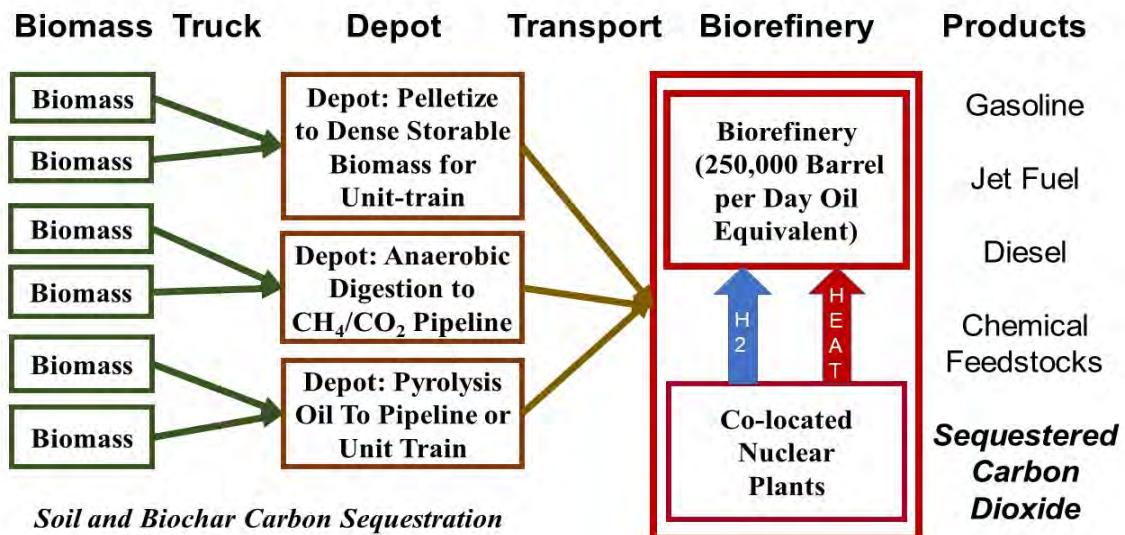 Biomass Truck Depot Transport Biorefinery Products
Biomass
Biomass
Biomass
Biomass
Biomass
Biomass
Depot: Pelletize
to Dense Storable
Biomass for
Unit-train
Depot: Anaerobic
Digestion to
CH₄/CO₂ Pipeline
Depot: Pyrolysis
Oil To Pipeline or
Unit Train
Biorefinery
(250,000 Barrel
per Day Oil
Equivalent)
H2
HEAT
Co-located
Nuclear
Plants
Gasoline
Jet Fuel
Diesel
Chemical
Feedstocks
Sequestered
Carbon
Dioxide
Soil and Biochar Carbon Sequestration